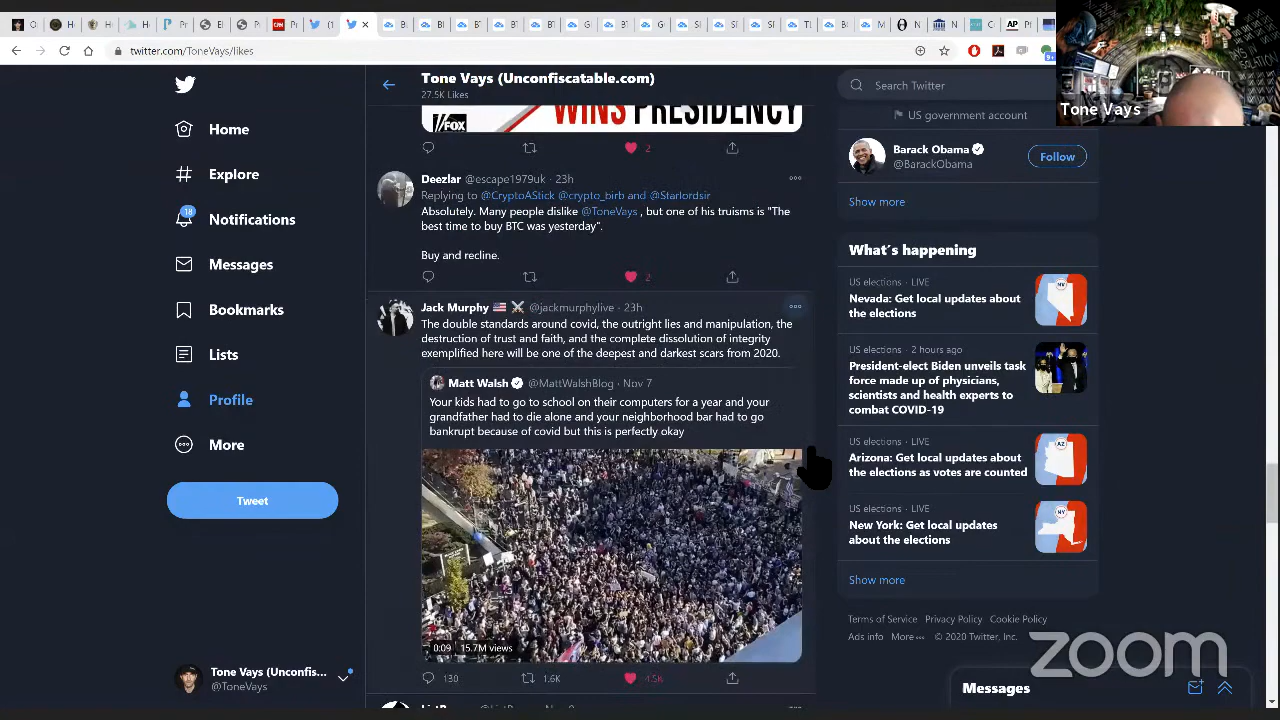 twitter.com/ToneVays/likes
Tone Vays
Home
Explore
18
Notifications
Messages
Bookmarks
Lists
Profile
More
Tweet
Tone Vays (Unconfis...
@ToneVays
Tone Vays (Unconfiscatable.com)
27.5K Likes
FOX
WINS PRESIDENCY
2
Deezlar @escape1979uk · 23h
Replying to @CryptoAStick @crypto_birb and @Starlordsir
Absolutely. Many people dislike @ToneVays , but one of his truisms is "The
best time to buy BTC was yesterday".
Buy and recline.
2
Jack Murphy 🇺🇸 ⚔️ @jackmurphylive · 23h
The double standards around covid, the outright lies and manipulation, the
destruction of trust and faith, and the complete dissolution of integrity
exemplified here will be one of the deepest and darkest scars from 2020.
Matt Walsh @MattWalshBlog · Nov 7
Your kids had to go to school on their computers for a year and your
grandfather had to die alone and your neighborhood bar had to go
bankrupt because of covid but this is perfectly okay
0:09 15.7M views
130
1.6K
4.5K
Search Twitter
US government account
Barack Obama
@BarackObama
Follow
Show more
What's happening
US elections · LIVE
Nevada: Get local updates about
the elections
NV
US elections · 2 hours ago
President-elect Biden unveils task
force made up of physicians,
scientists and health experts to
combat COVID-19
US elections · LIVE
Arizona: Get local updates about
the elections as votes are counted
AZ
US elections · LIVE
New York: Get local updates
about the elections
NY
Show more
Terms of Service Privacy Policy Cookie Policy
Ads info More ··· © 2020 Twitter, Inc.
zoom
Messages